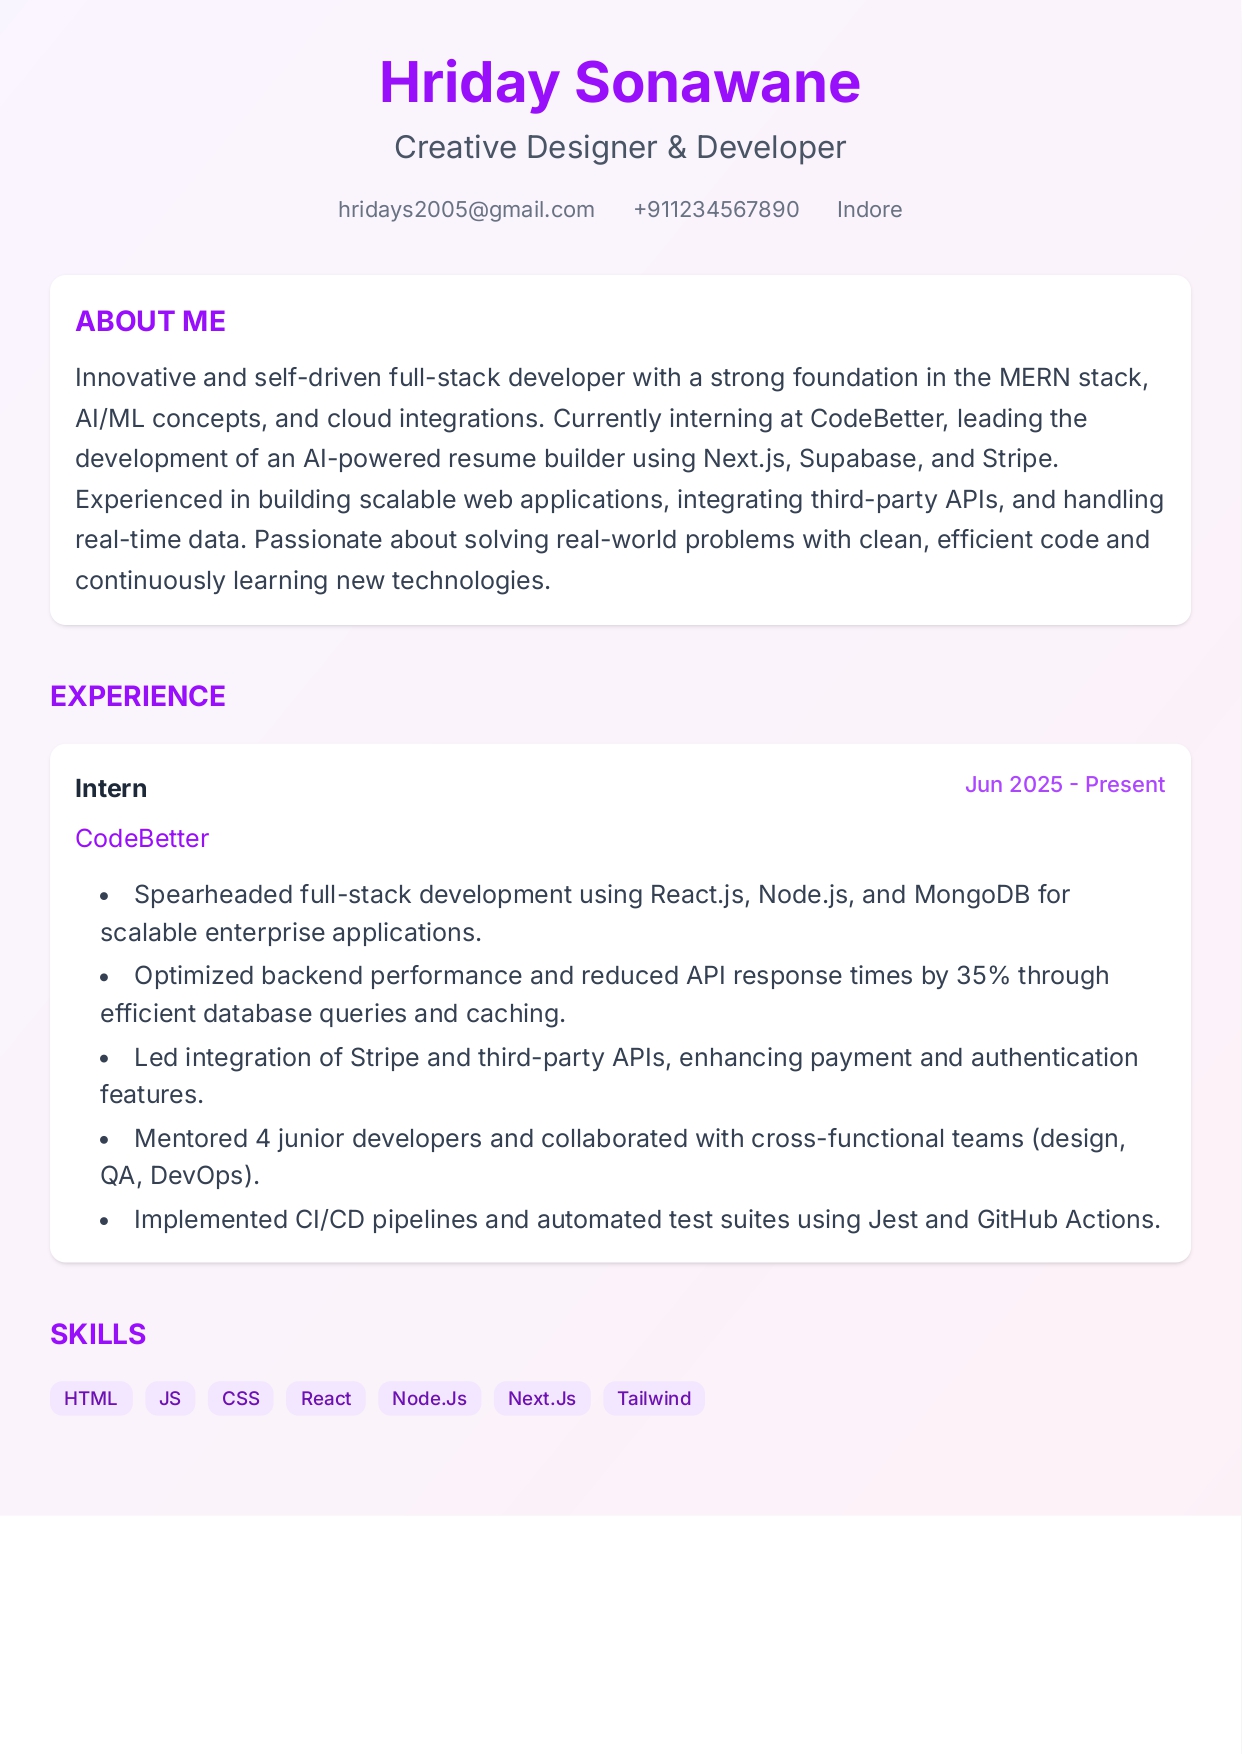 Hriday Sonawane
Creative Designer & Developer
hridays2005@gmail.com +911234567890 Indore
ABOUT ME
Innovative and self-driven full-stack developer with a strong foundation in the MERN stack,
AI/ML concepts, and cloud integrations. Currently interning at CodeBetter, leading the
development of an AI-powered resume builder using Next.js, Supabase, and Stripe.
Experienced in building scalable web applications, integrating third-party APIs, and handling
real-time data. Passionate about solving real-world problems with clean, efficient code and
continuously learning new technologies.
EXPERIENCE
Intern Jun 2025 - Present
CodeBetter
• Spearheaded full-stack development using React.js, Node.js, and MongoDB for
scalable enterprise applications.
• Optimized backend performance and reduced API response times by 35% through
efficient database queries and caching.
• Led integration of Stripe and third-party APIs, enhancing payment and authentication
features.
• Mentored 4 junior developers and collaborated with cross-functional teams (design,
QA, DevOps).
• Implemented CI/CD pipelines and automated test suites using Jest and GitHub Actions.
SKILLS
HTML JS CSS React Node.Js Next.Js Tailwind